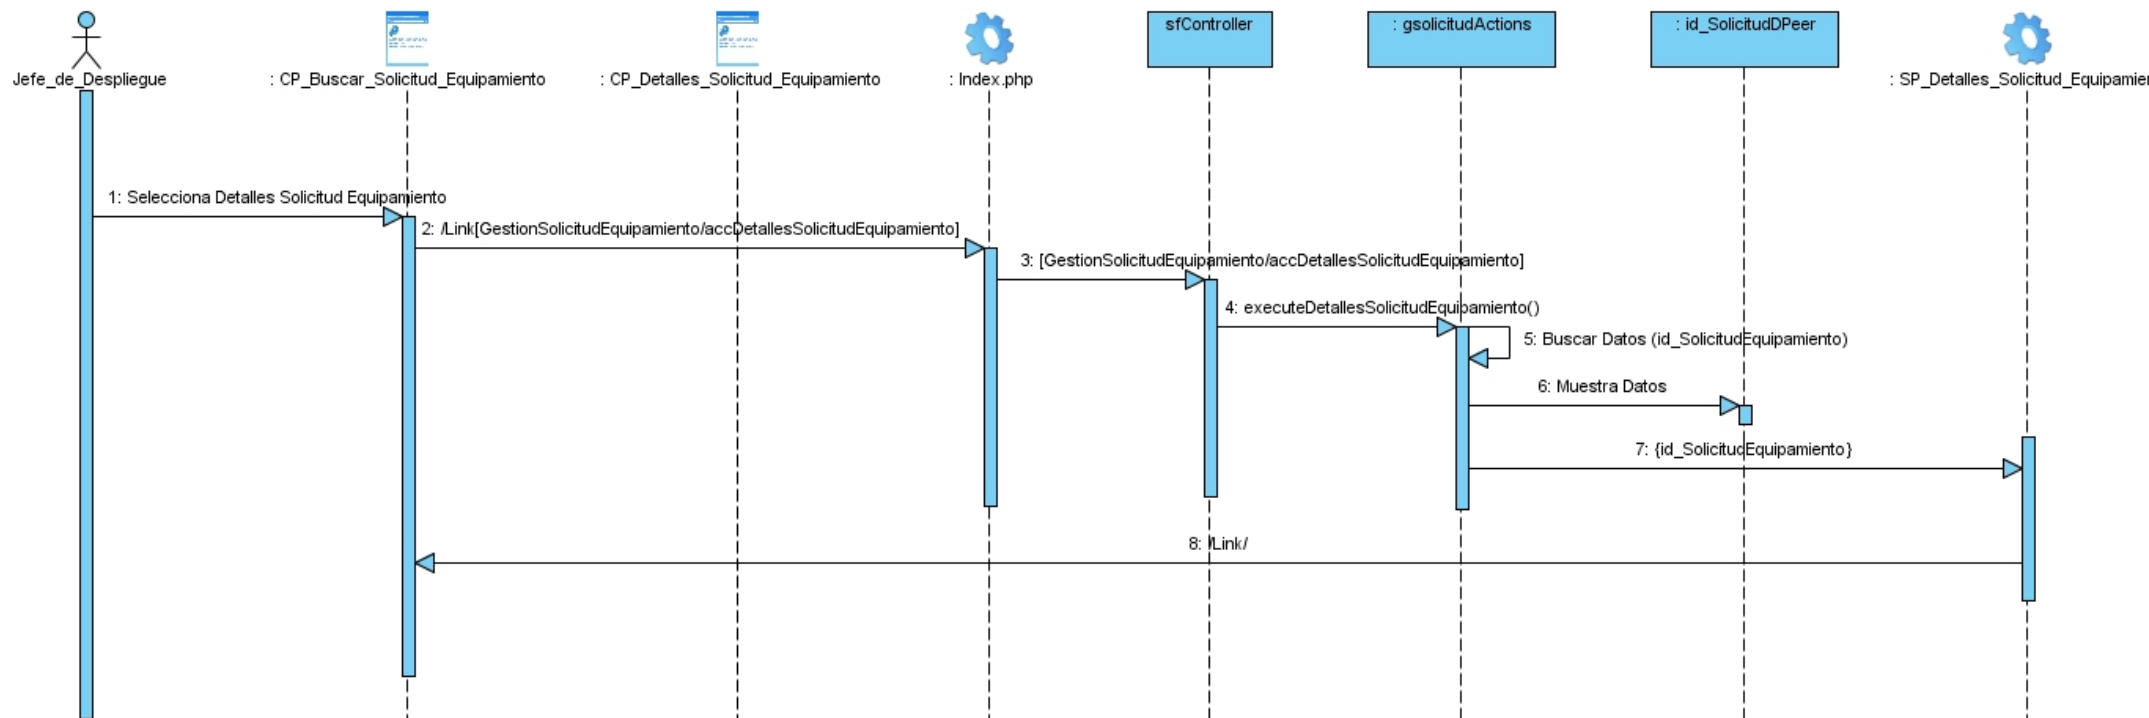 sfController
: gsolicitudActions
: id_SolicitudDPeer
Jefe_de_Despliegue
: CP_Buscar_Solicitud_Equipamiento
: CP_Detalles_Solicitud_Equipamiento
: Index.php
: SP_Detalles_Solicitud_Equipamier
1: Selecciona Detalles Solicitud Equipamiento
2: /Link[GestionSolicitudEquipamiento/accDetallesSolicitudEquipamiento]
3: [GestionSolicitudEquipamiento/accDetallesSolicitudEquipamiento]
4: executeDetallesSolicitudEquipamiento()
5: Buscar Datos (id_SolicitudEquipamiento)
6: Muestra Datos
7: {id_SolicitudEquipamiento}
8: /Link/